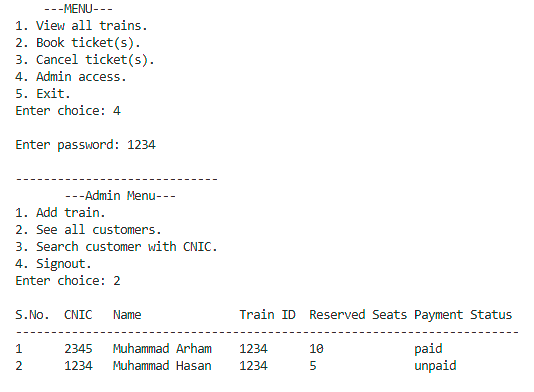 ---MENU---
1. View all trains.
2. Book ticket(s).
3. Cancel ticket(s).
4. Admin access.
5. Exit.
Enter choice: 4
Enter password: 1234
-----------------------------
---Admin Menu---
1. Add train.
2. See all customers.
3. Search customer with CNIC.
4. Signout.
Enter choice: 2
S.No. CNIC Name Train ID Reserved Seats Payment Status
------------------------------------------------------------------------
1 2345 Muhammad Arham 1234 10 paid
2 1234 Muhammad Hasan 1234 5 unpaid